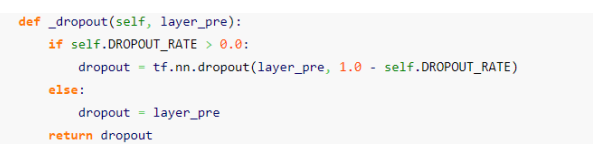 def _dropout(self, layer_pre):
    if self.DROPOUT_RATE > 0.0:
        dropout = tf.nn.dropout(layer_pre, 1.0 - self.DROPOUT_RATE)
    else:
        dropout = layer_pre
    return dropout